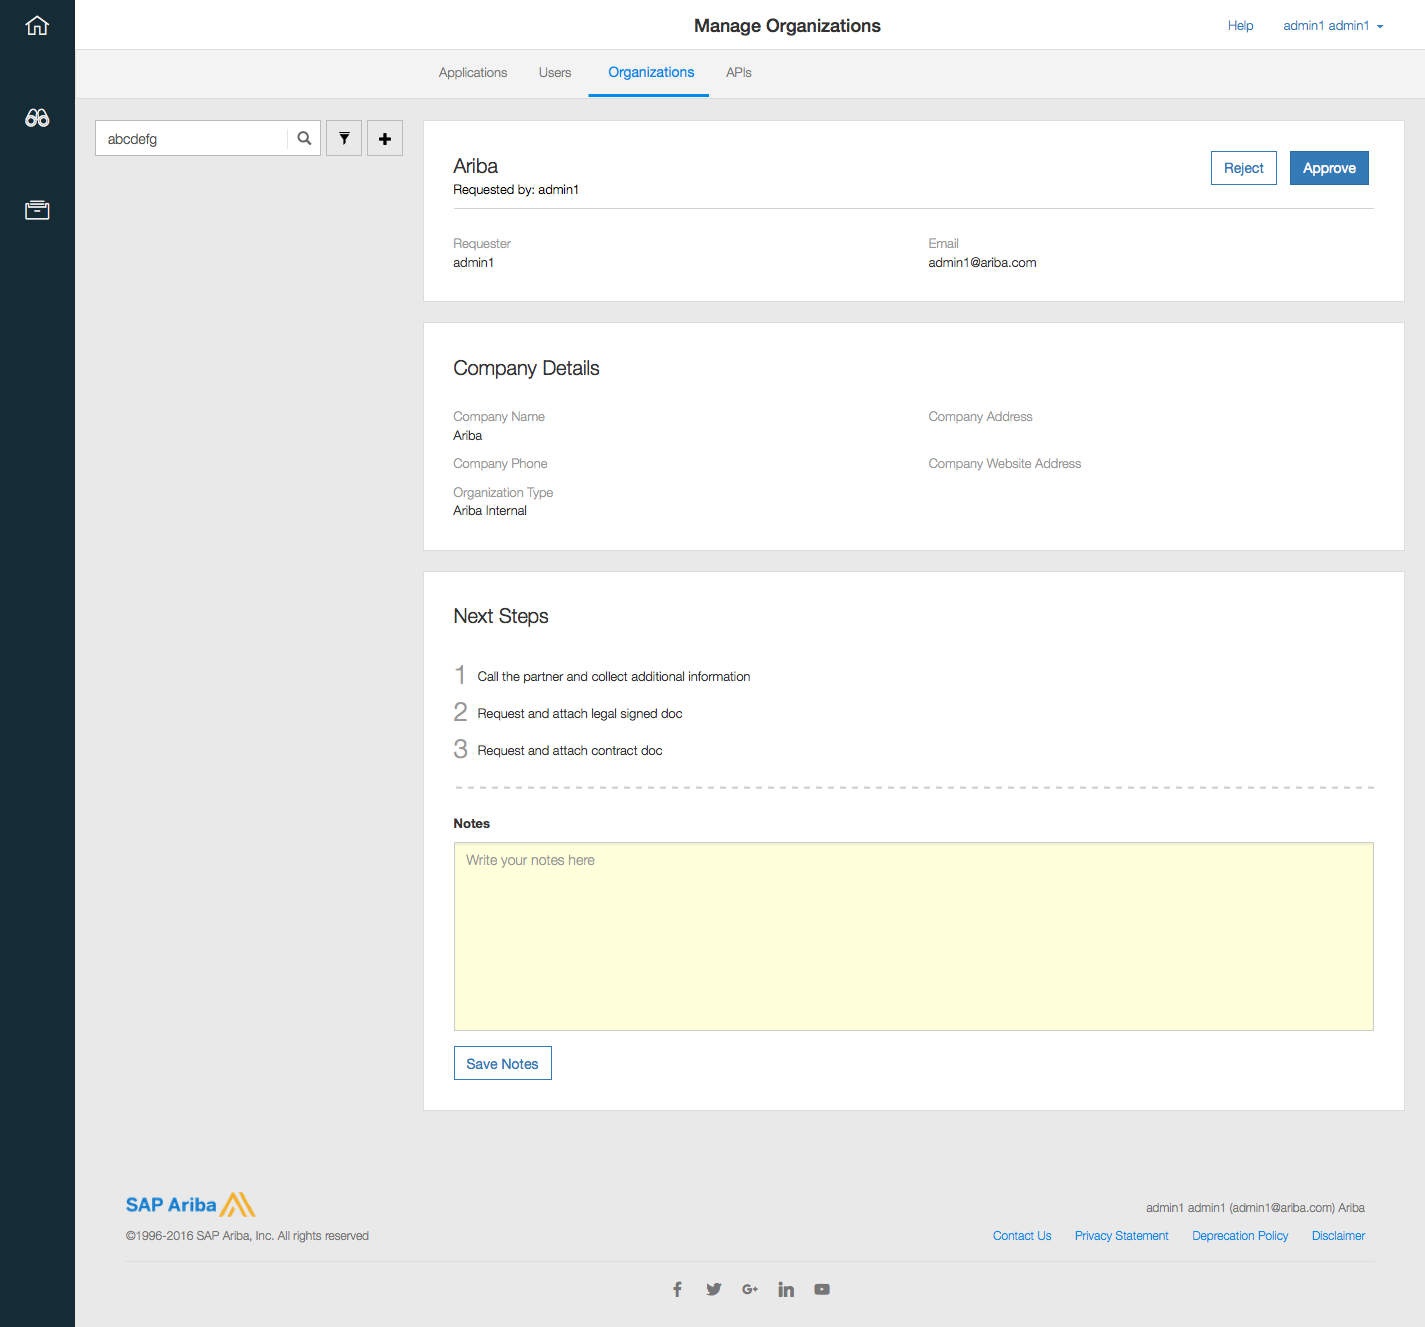 Manage Organizations
Help
admin1 admin1
Applications
Users
Organizations
APIs
abcdefg
Ariba
Requested by: admin1
Reject
Approve
Requester
admin1
Email
admin1@ariba.com
Company Details
Company Name
Ariba
Company Address
Company Phone
Company Website Address
Organization Type
Ariba Internal
Next Steps
1 Call the partner and collect additional information
2 Request and attach legal signed doc
3 Request and attach contract doc
Notes
Write your notes here
Save Notes
SAP Ariba
©1996-2016 SAP Ariba, Inc. All rights reserved
admin1 admin1 (admin1@ariba.com) Ariba
Contact Us
Privacy Statement
Deprecation Policy
Disclaimer